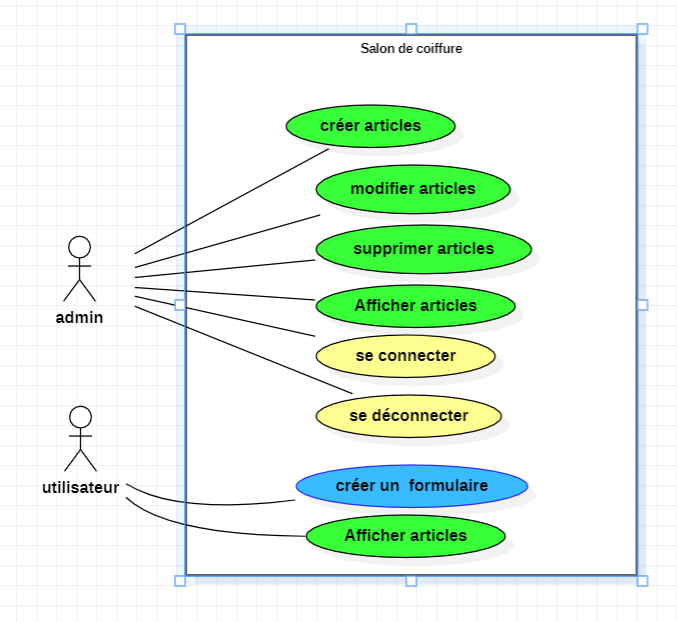 Salon de coiffure
créer articles
modifier articles
supprimer articles
Afficher articles
admin
se connecter
se déconnecter
créer un  formulaire
utilisateur
Afficher articles